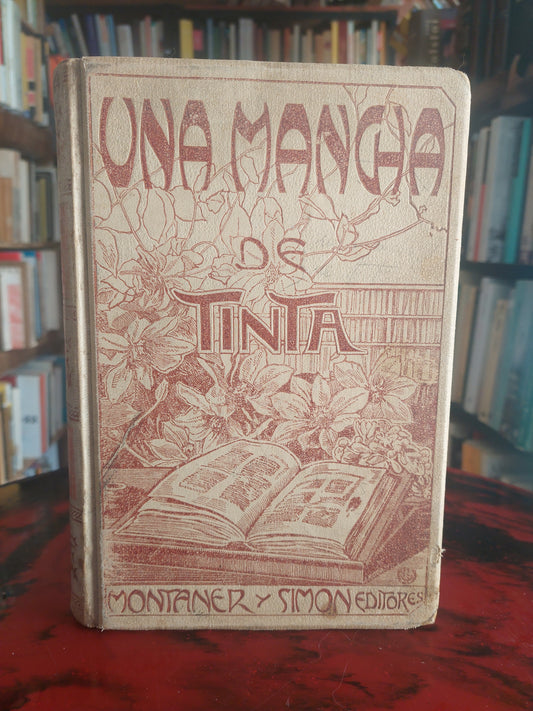 UNA MANCHA
DE
TINTA
MONTANER Y SIMON EDITORES